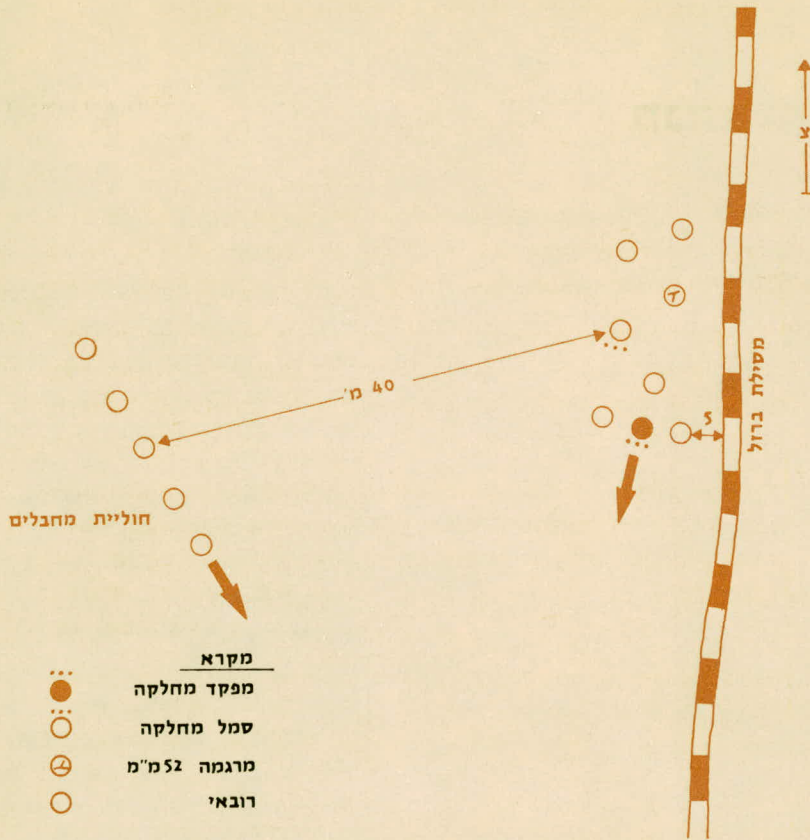 צ
מסילת ברזל
5
40 מ'
חוליית מחבלים
מקרא
מפקד מחלקה
סמל מחלקה
מרגמה 52 מ"מ
רובאי